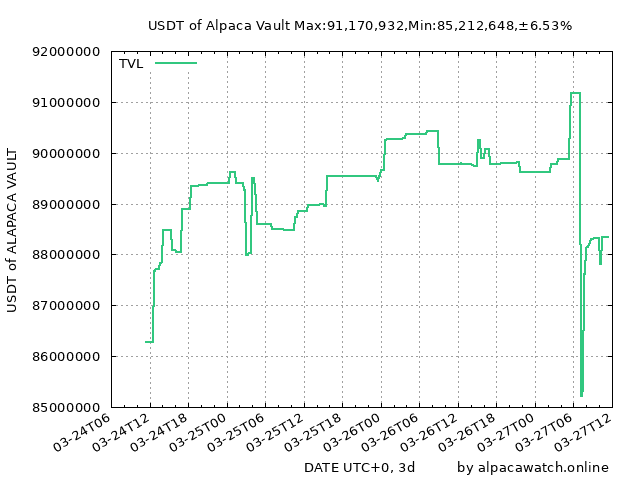 USDT of Alpaca Vault Max:91,170,932,Min:85,212,648,±6.53%
TVL
92000000
91000000
90000000
89000000
88000000
87000000
86000000
85000000
USDT of ALAPACA VAULT
03-24T06
03-24T12
03-24T18
03-25T00
03-25T06
03-25T12
03-25T18
03-26T00
03-26T06
03-26T12
03-26T18
03-27T00
03-27T06
03-27T12
DATE UTC+0, 3d
by alpacawatch.online